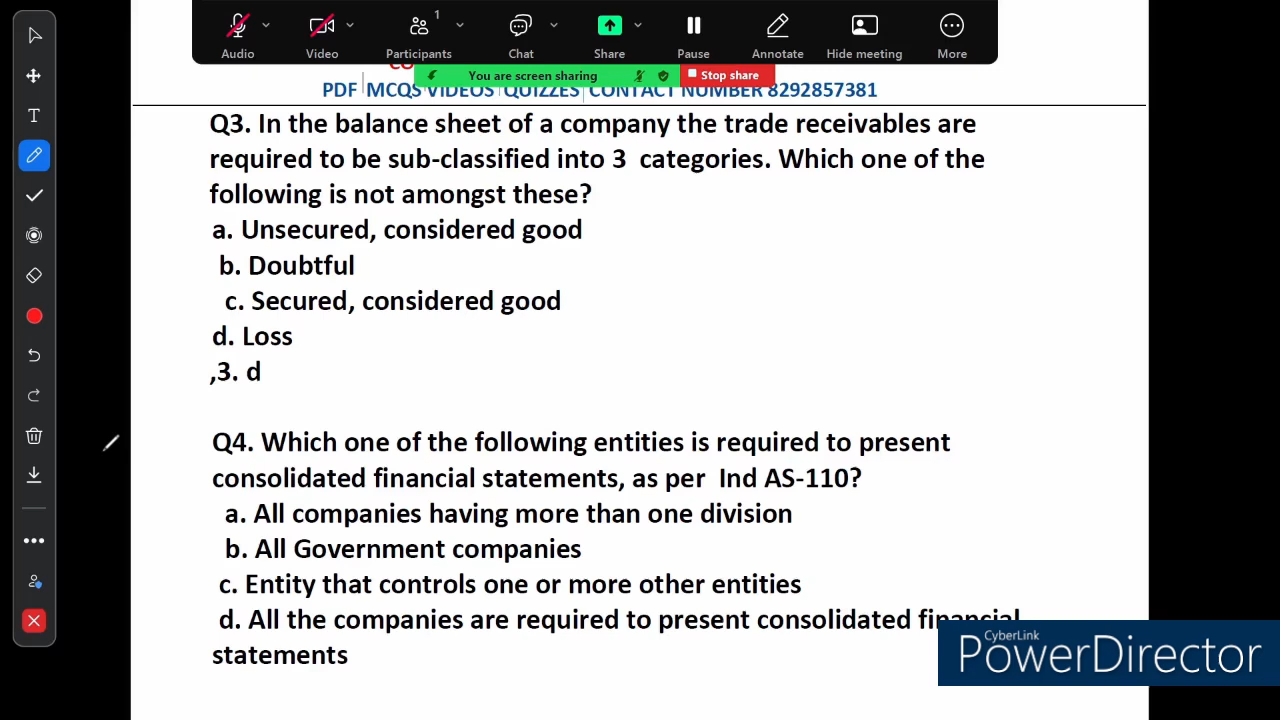 1
Audio
Video
Participants
Chat
Share
Pause
Annotate
Hide meeting
More
You are screen sharing
Stop share
PDF MCQS VIDEOS QUIZZES CONTACT NUMBER 8292857381
T
Q3. In the balance sheet of a company the trade receivables are
required to be sub-classified into 3 categories. Which one of the
following is not amongst these?
a. Unsecured, considered good
b. Doubtful
c. Secured, considered good
d. Loss
,3. d
Q4. Which one of the following entities is required to present
consolidated financial statements, as per Ind AS-110?
a. All companies having more than one division
b. All Government companies
c. Entity that controls one or more other entities
d. All the companies are required to present consolidated financial
statements
CyberLink
PowerDirector